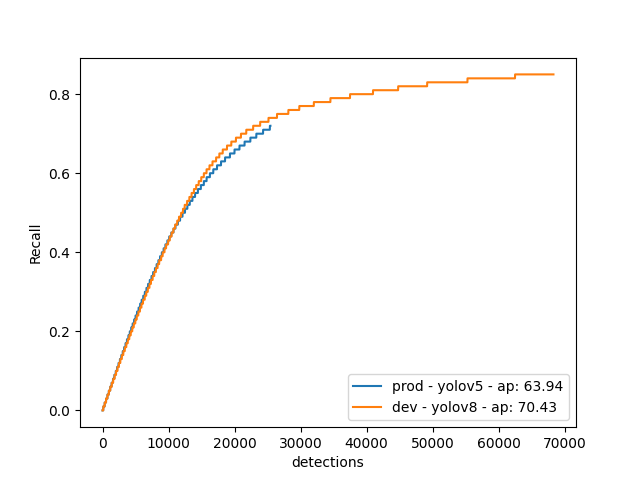 0.8
0.6
0.4
0.2
0.0
Recall
prod - yolov5 - ap: 63.94
dev - yolov8 - ap: 70.43
0 10000 20000 30000 40000 50000 60000 70000
detections